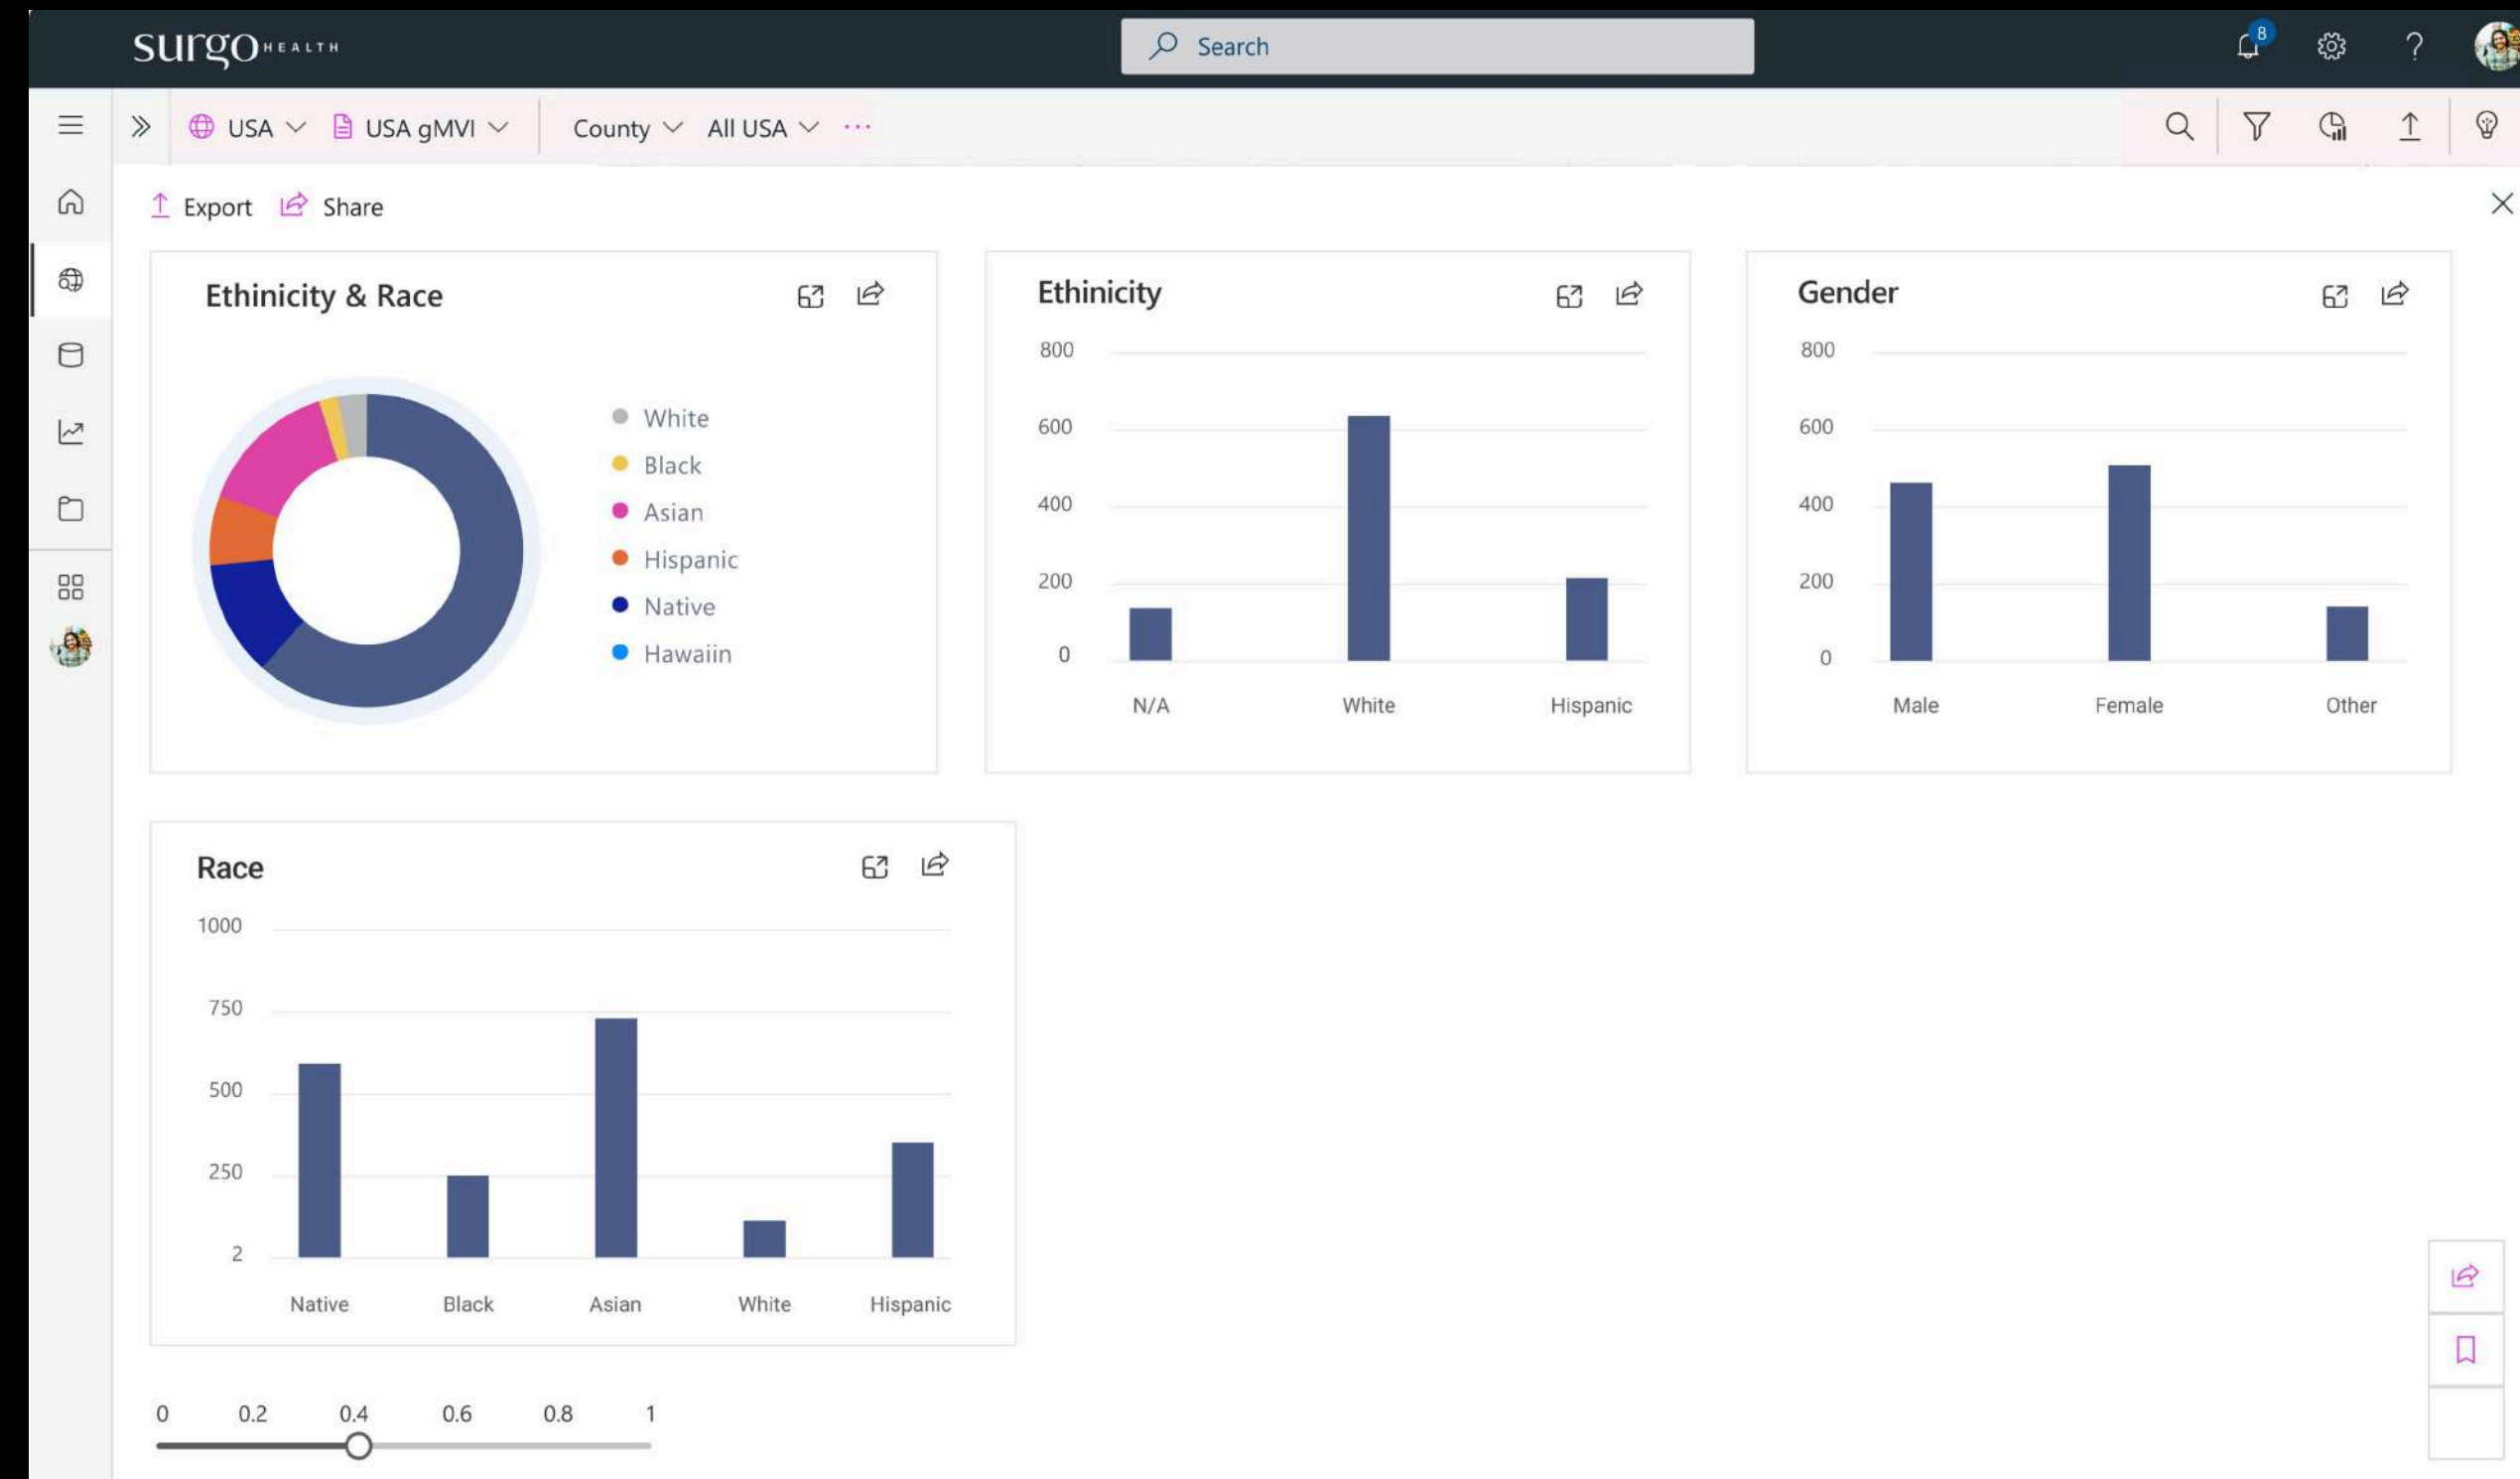 surgo HEALTH
Search
8
?
USA
USA gMVI
County
All USA
...
Export
Share
Ethinicity & Race
White
Black
Asian
Hispanic
Native
Hawaiin
Ethinicity
800
600
400
200
0
N/A White Hispanic
Gender
800
600
400
200
0
Male Female Other
Race
1000
750
500
250
2
Native Black Asian White Hispanic
0 0.2 0.4 0.6 0.8 1